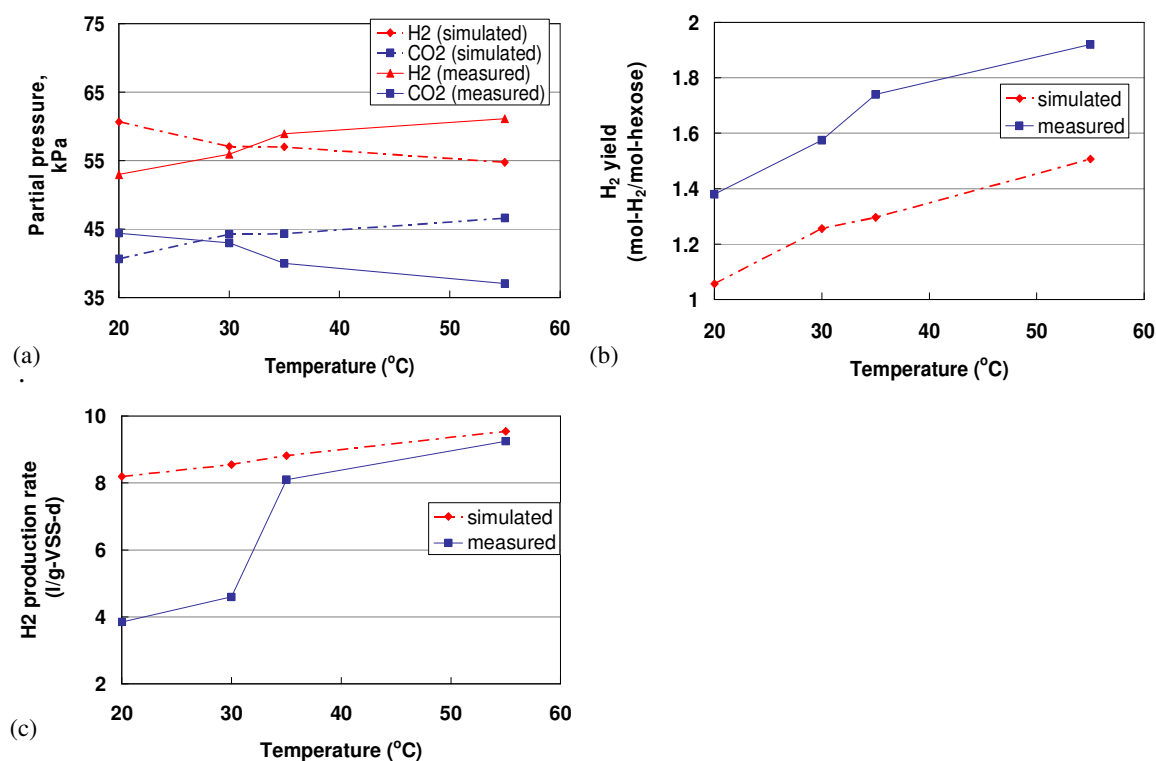 75
65
55
45
35
Partial pressure,
kPa
H2 (simulated)
CO2 (simulated)
H2 (measured)
CO2 (measured)
20 30 40 50 60
Temperature (°C)
(a)
.
2
1.8
1.6
1.4
1.2
1
H₂ yield
(mol-H₂/mol-hexose)
simulated
measured
20 30 40 50 60
Temperature (°C)
(b)
10
8
6
4
2
H2 production rate
(l/g-VSS-d)
simulated
measured
20 30 40 50 60
Temperature (°C)
(c)